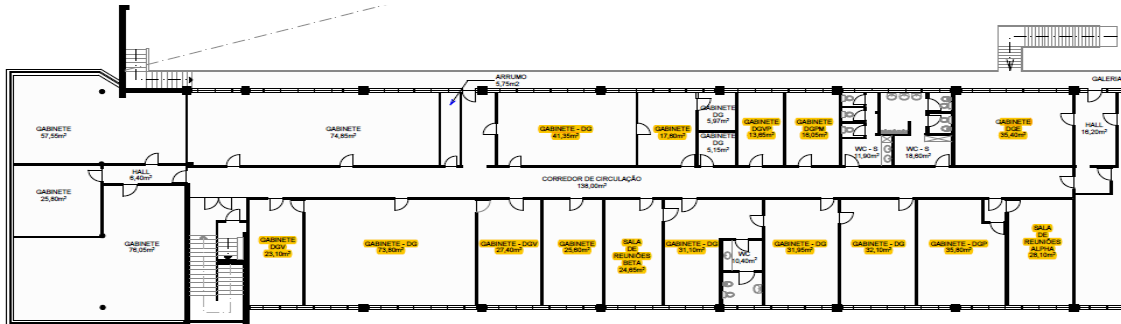 ARRUMO
5,75m2
GALERIA
GABINETE
57,55m²
GABINETE
74,85m²
GABINETE - DG
41,35m²
GABINETE
17,60m²
GABINETE
DG
5,97m²
GABINETE
DG
5,15m²
GABINETE
DGVP
13,65m²
GABINETE
DGPM
16,05m²
WC - S
11,90m²
WC - S
18,60m²
GABINETE
DGE
35,40m²
HALL
16,20m²
HALL
6,40m²
CORREDOR DE CIRCULAÇÃO
138,00m²
GABINETE
25,80m²
GABINETE
76,05m²
GABINETE
DGV
23,10m²
GABINETE - DG
73,80m²
GABINETE - DGV
27,40m²
GABINETE
25,60m²
SALA
DE
REUNIÕES
BETA
24,65m²
GABINETE - DG
31,10m²
WC
10,40m²
GABINETE - DG
31,95m²
GABINETE - DG
32,10m²
GABINETE - DGP
35,80m²
SALA
DE
REUNIÕES
ALPHA
28,10m²